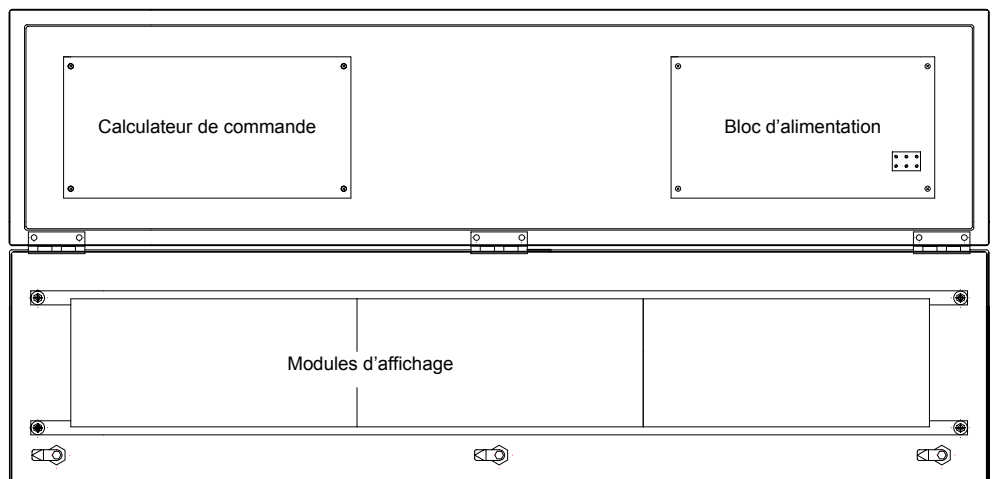 Calculateur de commande
Bloc d’alimentation
Modules d’affichage